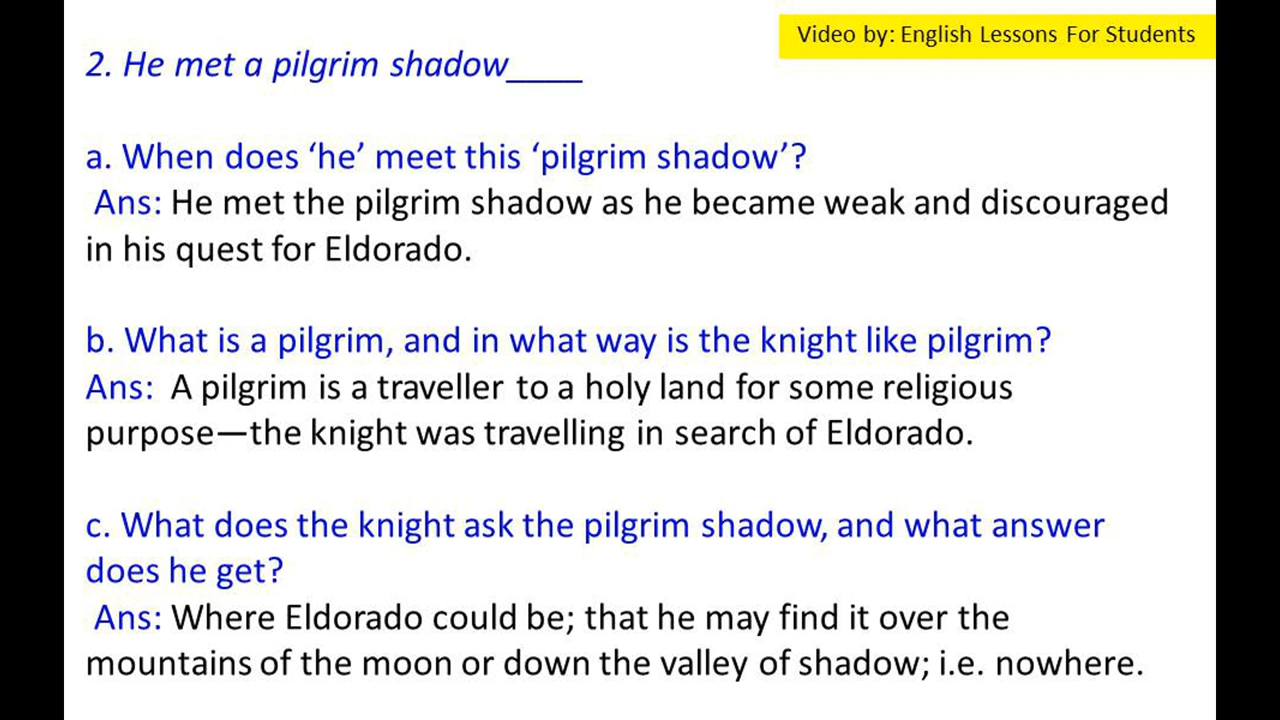 Video by: English Lessons For Students
2. He met a pilgrim shadow____
a. When does ‘he’ meet this ‘pilgrim shadow’?
Ans: He met the pilgrim shadow as he became weak and discouraged
in his quest for Eldorado.
b. What is a pilgrim, and in what way is the knight like pilgrim?
Ans: A pilgrim is a traveller to a holy land for some religious
purpose—the knight was travelling in search of Eldorado.
c. What does the knight ask the pilgrim shadow, and what answer
does he get?
Ans: Where Eldorado could be; that he may find it over the
mountains of the moon or down the valley of shadow; i.e. nowhere.